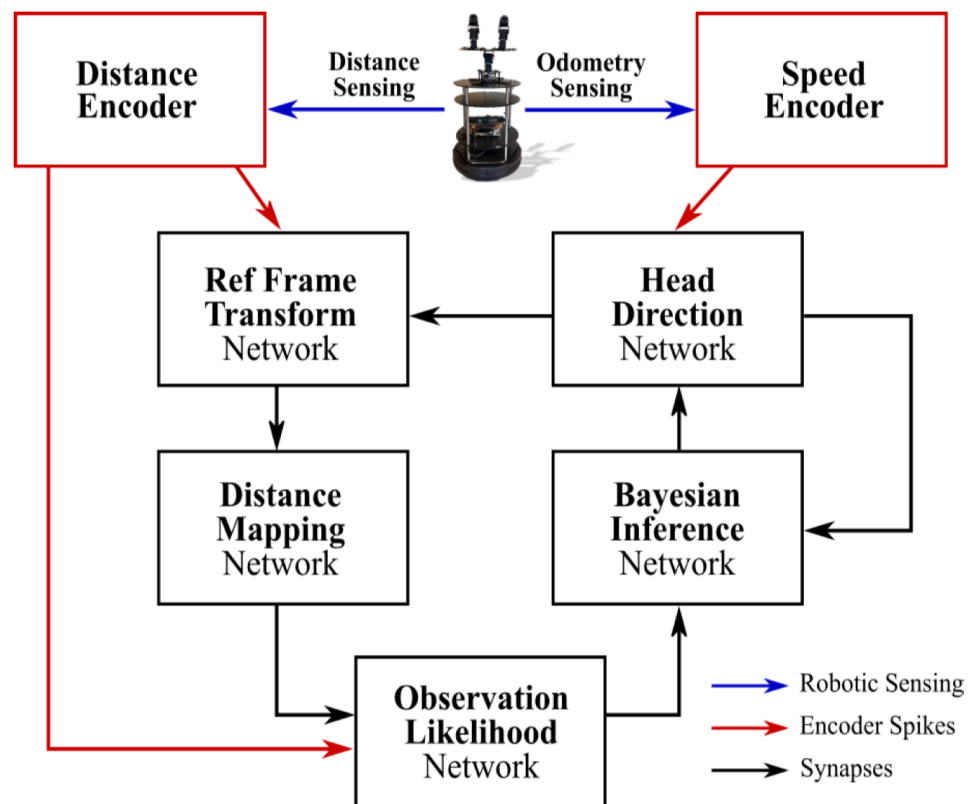 Distance
Encoder
Distance
Sensing
Odometry
Sensing
Speed
Encoder
Ref Frame
Transform
Network
Head
Direction
Network
Distance
Mapping
Network
Bayesian
Inference
Network
Observation
Likelihood
Network
Robotic Sensing
Encoder Spikes
Synapses